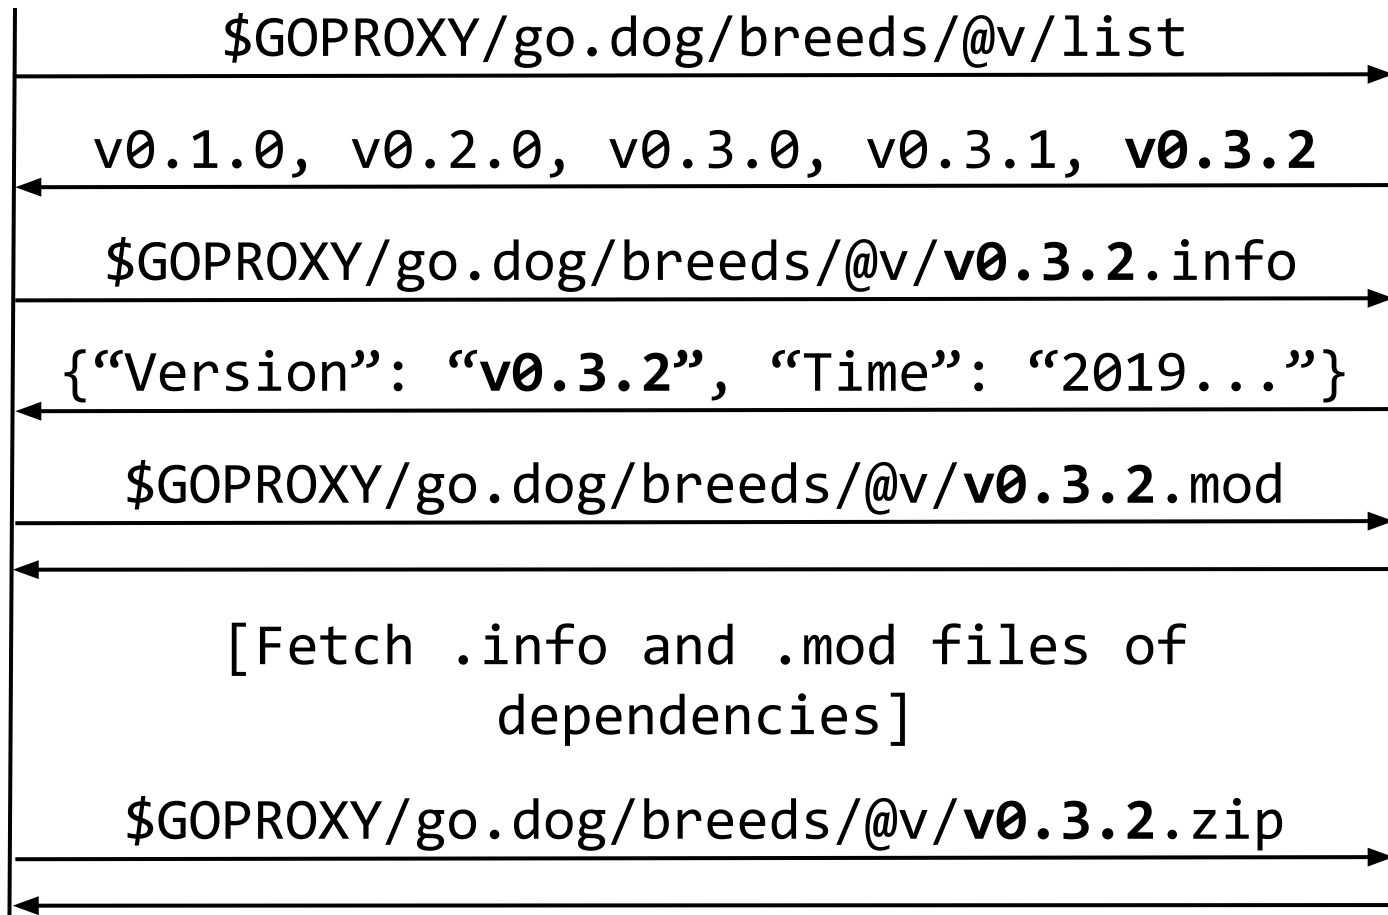 $GOPROXY/go.dog/breeds/@v/list
v0.1.0, v0.2.0, v0.3.0, v0.3.1, v0.3.2
$GOPROXY/go.dog/breeds/@v/v0.3.2.info
{“Version”: “v0.3.2”, “Time”: “2019...”}
$GOPROXY/go.dog/breeds/@v/v0.3.2.mod
[Fetch .info and .mod files of
dependencies]
$GOPROXY/go.dog/breeds/@v/v0.3.2.zip